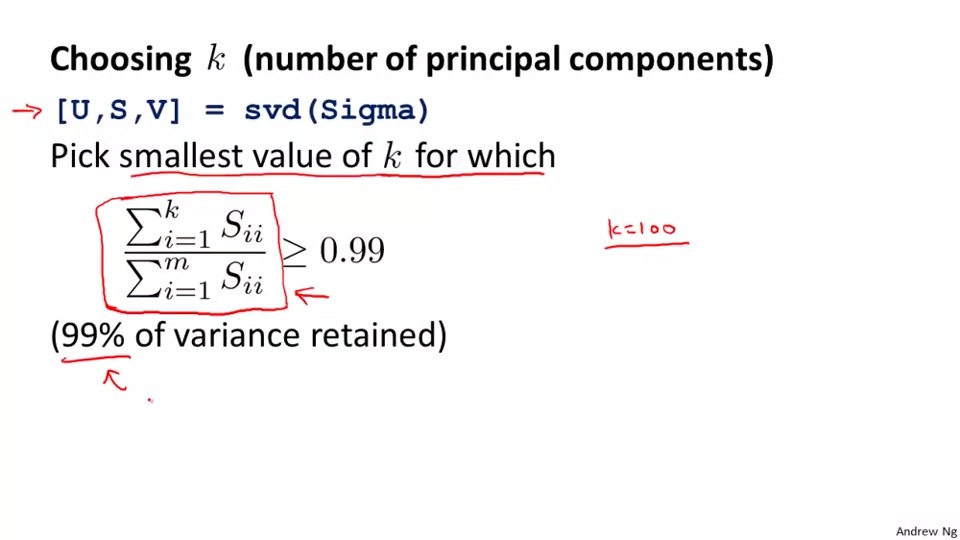 Choosing k (number of principal components)
→ [U,S,V] = svd(Sigma)
Pick smallest value of k for which
\frac{\sum_{i=1}^{k} S_{ii}}{\sum_{i=1}^{m} S_{ii}} ≥ 0.99
k=100
(99% of variance retained)
Andrew Ng